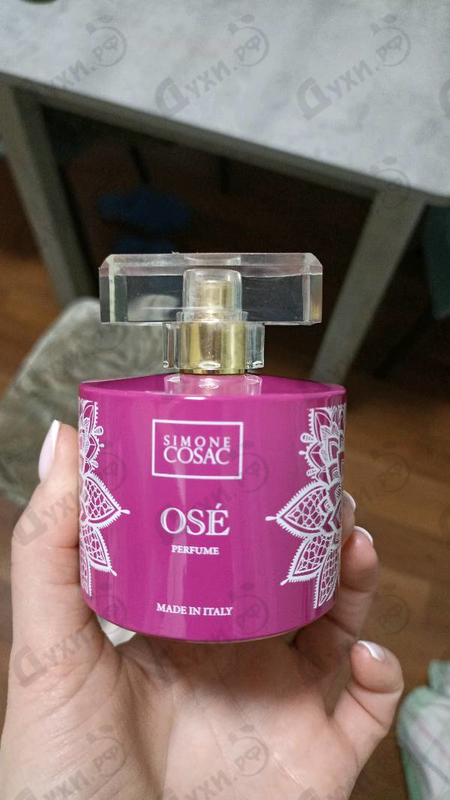 SIMONE
COSAC
OSÉ
PERFUME
MADE IN ITALY
Духи.рф